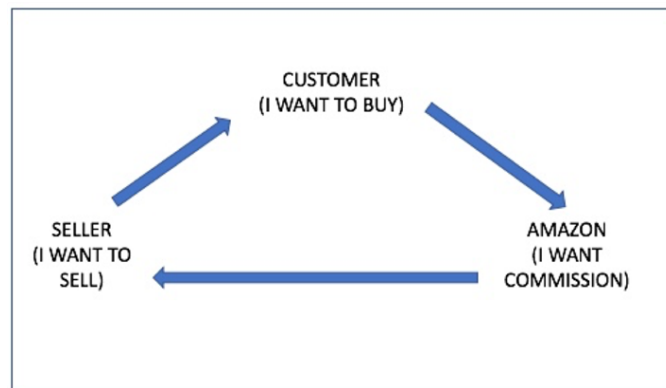 CUSTOMER
(I WANT TO BUY)
SELLER
(I WANT TO
SELL)
AMAZON
(I WANT
COMMISSION)